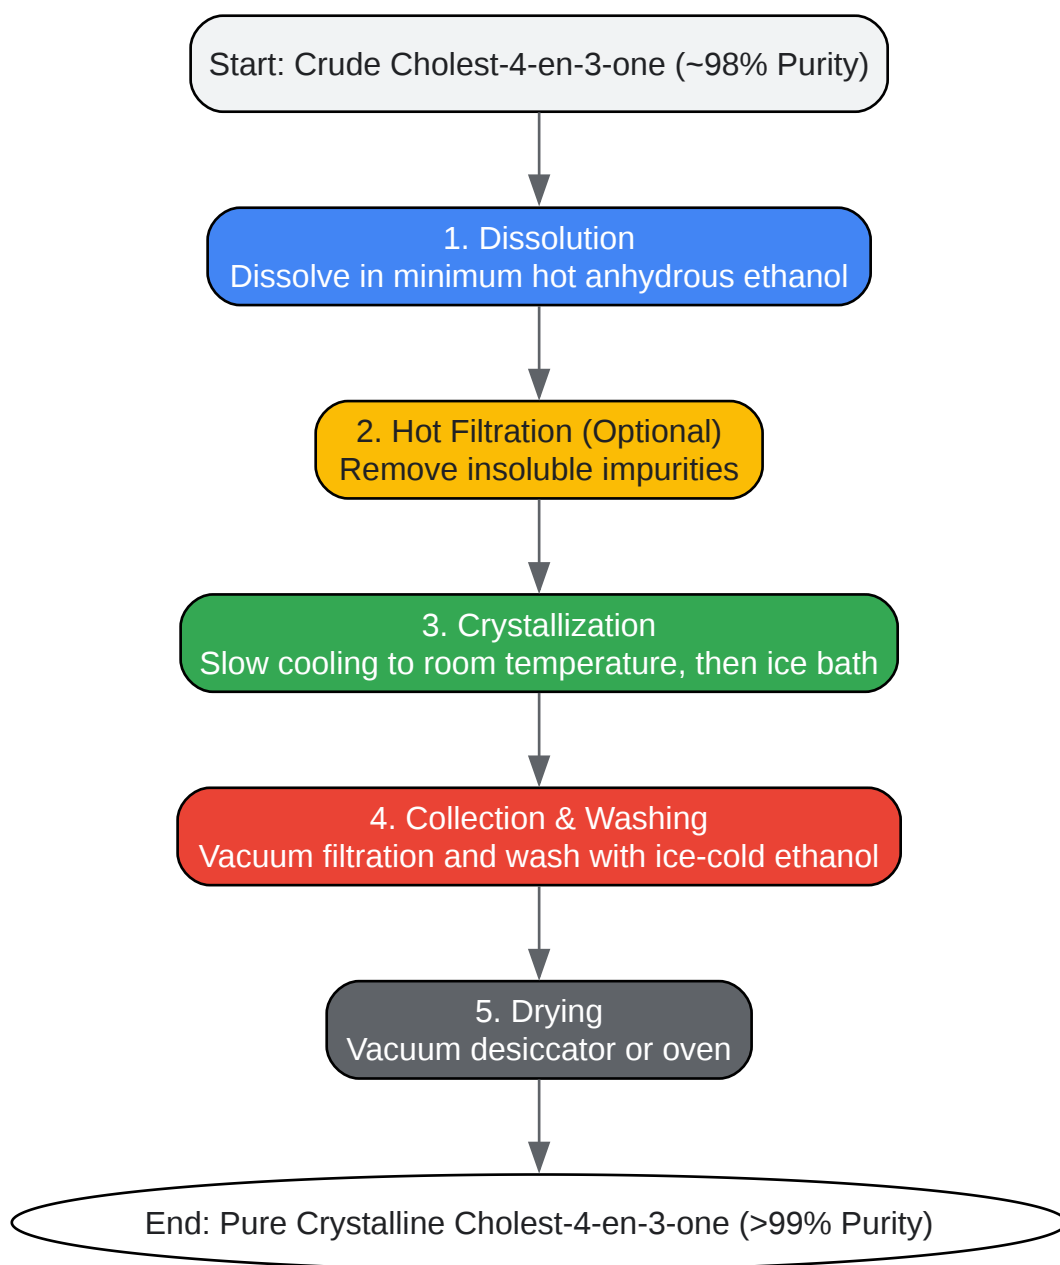 Start: Crude Cholest-4-en-3-one (~98% Purity)
1. Dissolution
Dissolve in minimum hot anhydrous ethanol
2. Hot Filtration (Optional)
Remove insoluble impurities
3. Crystallization
Slow cooling to room temperature, then ice bath
4. Collection & Washing
Vacuum filtration and wash with ice-cold ethanol
5. Drying
Vacuum desiccator or oven
End: Pure Crystalline Cholest-4-en-3-one (>99% Purity)